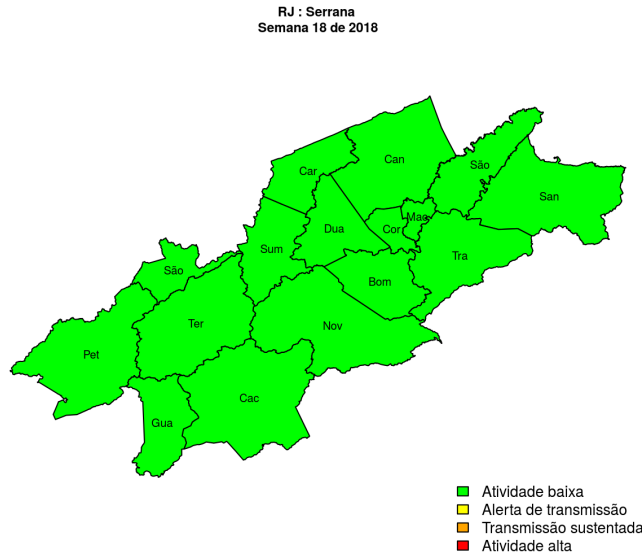 RJ : Serrana
Semana 18 de 2018
Can
São
Car
San
Mac
Dua
Cor
Sum
Tra
São
Bom
Ter
Nov
Pet
Cac
Gua
Atividade baixa
Alerta de transmissão
Transmissão sustentada
Atividade alta